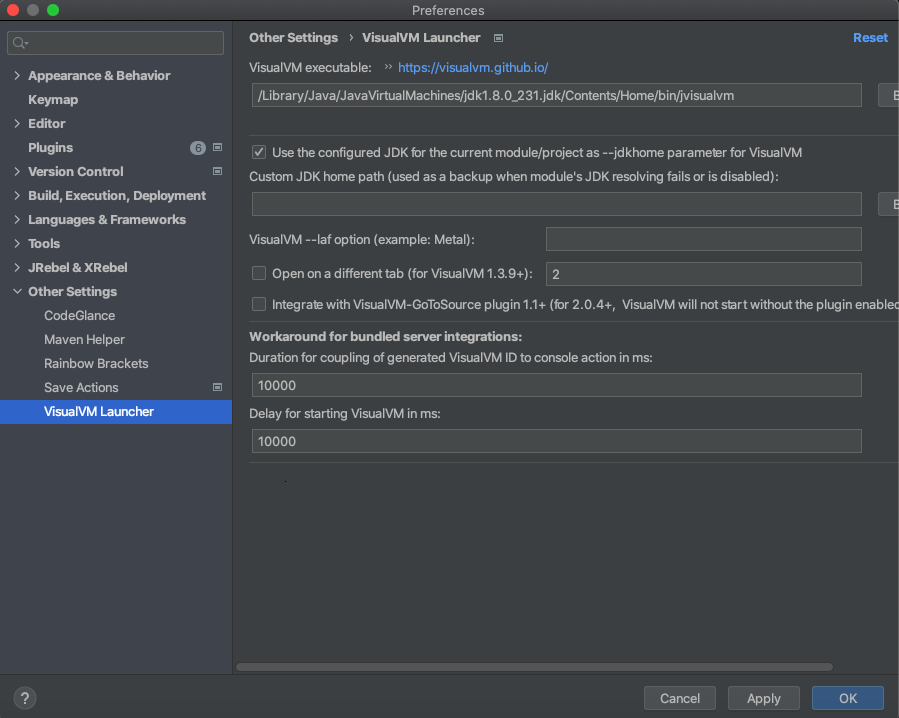 Preferences
Appearance & Behavior
Keymap
Editor
Plugins 6
Version Control
Build, Execution, Deployment
Languages & Frameworks
Tools
JRebel & XRebel
Other Settings
CodeGlance
Maven Helper
Rainbow Brackets
Save Actions
VisualVM Launcher
Other Settings › VisualVM Launcher Reset
VisualVM executable: ›› https://visualvm.github.io/
/Library/Java/JavaVirtualMachines/jdk1.8.0_231.jdk/Contents/Home/bin/jvisualvm
Use the configured JDK for the current module/project as --jdkhome parameter for VisualVM
Custom JDK home path (used as a backup when module's JDK resolving fails or is disabled):
VisualVM --laf option (example: Metal):
Open on a different tab (for VisualVM 1.3.9+): 2
Integrate with VisualVM-GoToSource plugin 1.1+ (for 2.0.4+, VisualVM will not start without the plugin enabled
Workaround for bundled server integrations:
Duration for coupling of generated VisualVM ID to console action in ms:
10000
Delay for starting VisualVM in ms:
10000
? Cancel Apply OK